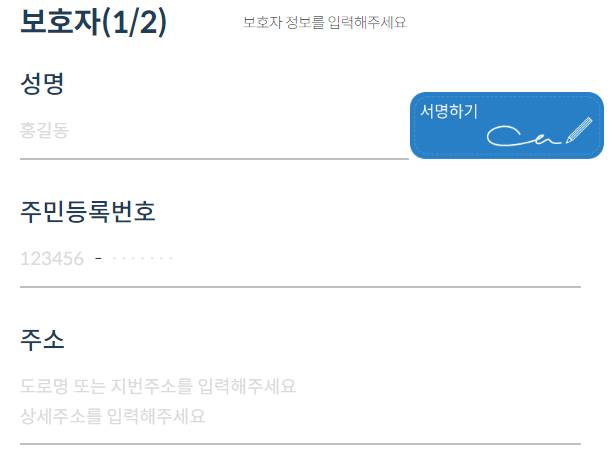 보호자(1/2) 보호자 정보를 입력해주세요
성명
홍길동
서명하기
주민등록번호
123456 - ·······
주소
도로명 또는 지번주소를 입력해주세요
상세주소를 입력해주세요